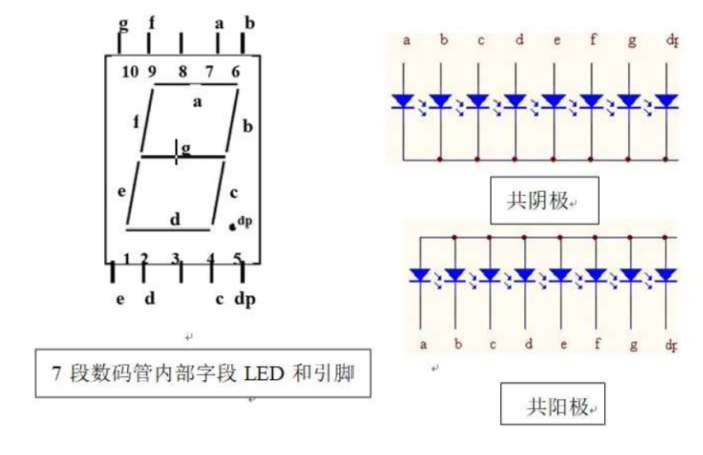 g f a b
10 9 8 7 6
a
f b
g
e c
d dp
1 2 3 4 5
e d c dp
7 段数码管内部字段 LED 和引脚
a b c d e f g dp
共阴极
a b c d e f g dp
共阳极